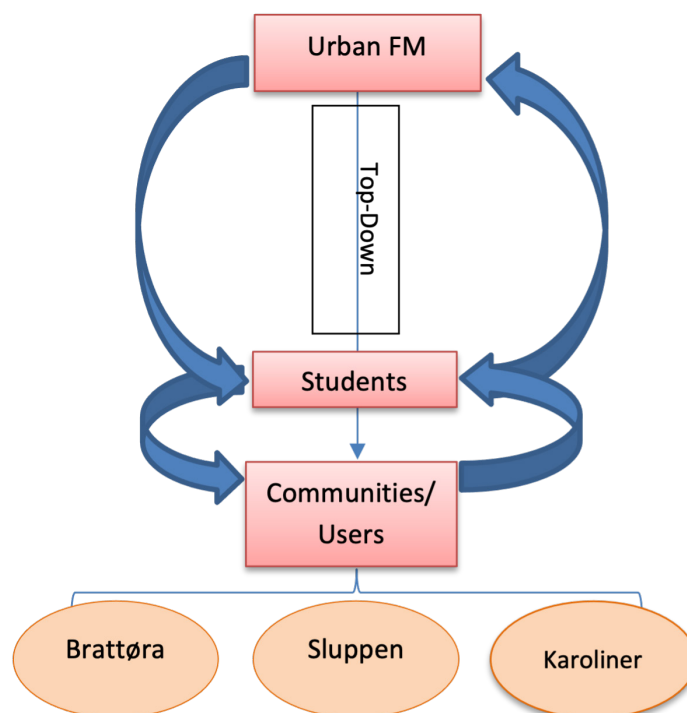 Urban FM
Top-Down
Students
Communities/
Users
Brattøra
Sluppen
Karoliner